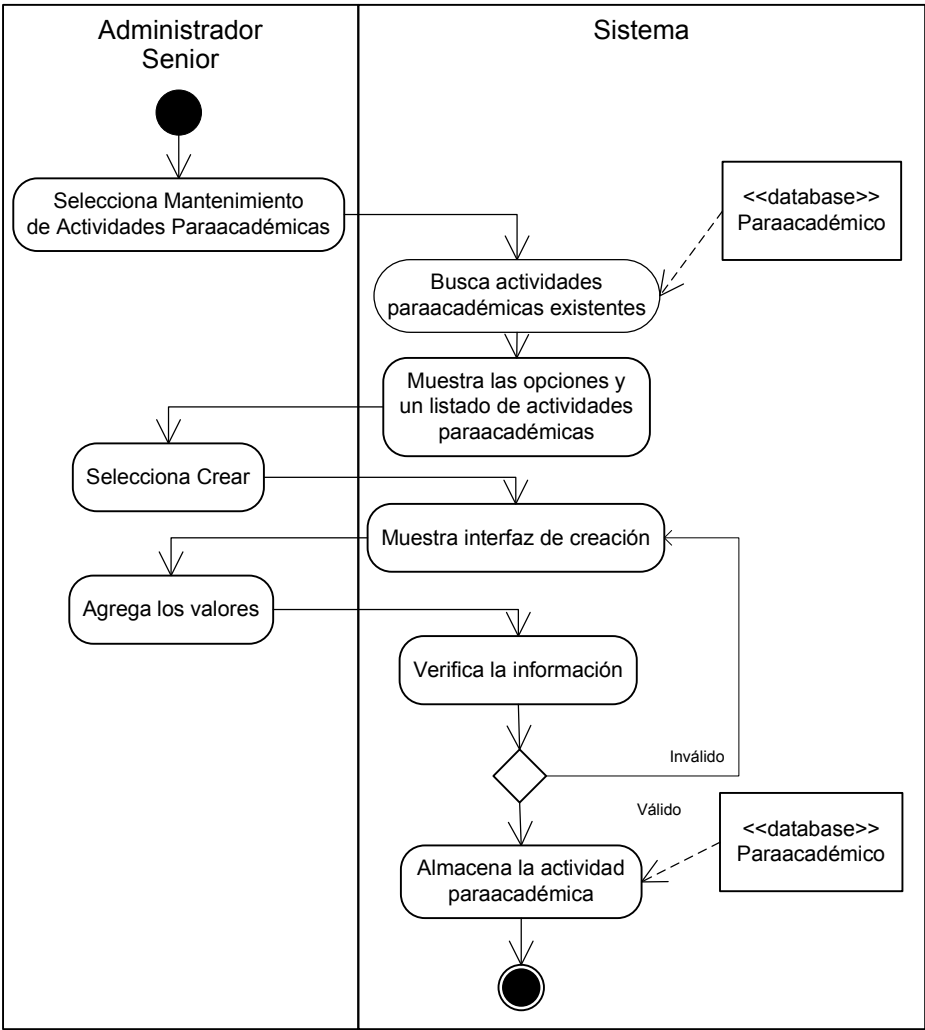 Administrador
Senior
Sistema
Selecciona Mantenimiento
de Actividades Paraacadémicas
<<database>>
Paraacadémico
Busca actividades
paraacadémicas existentes
Muestra las opciones y
un listado de actividades
paraacadémicas
Selecciona Crear
Muestra interfaz de creación
Agrega los valores
Verifica la información
Inválido
Válido
<<database>>
Paraacadémico
Almacena la actividad
paraacadémica